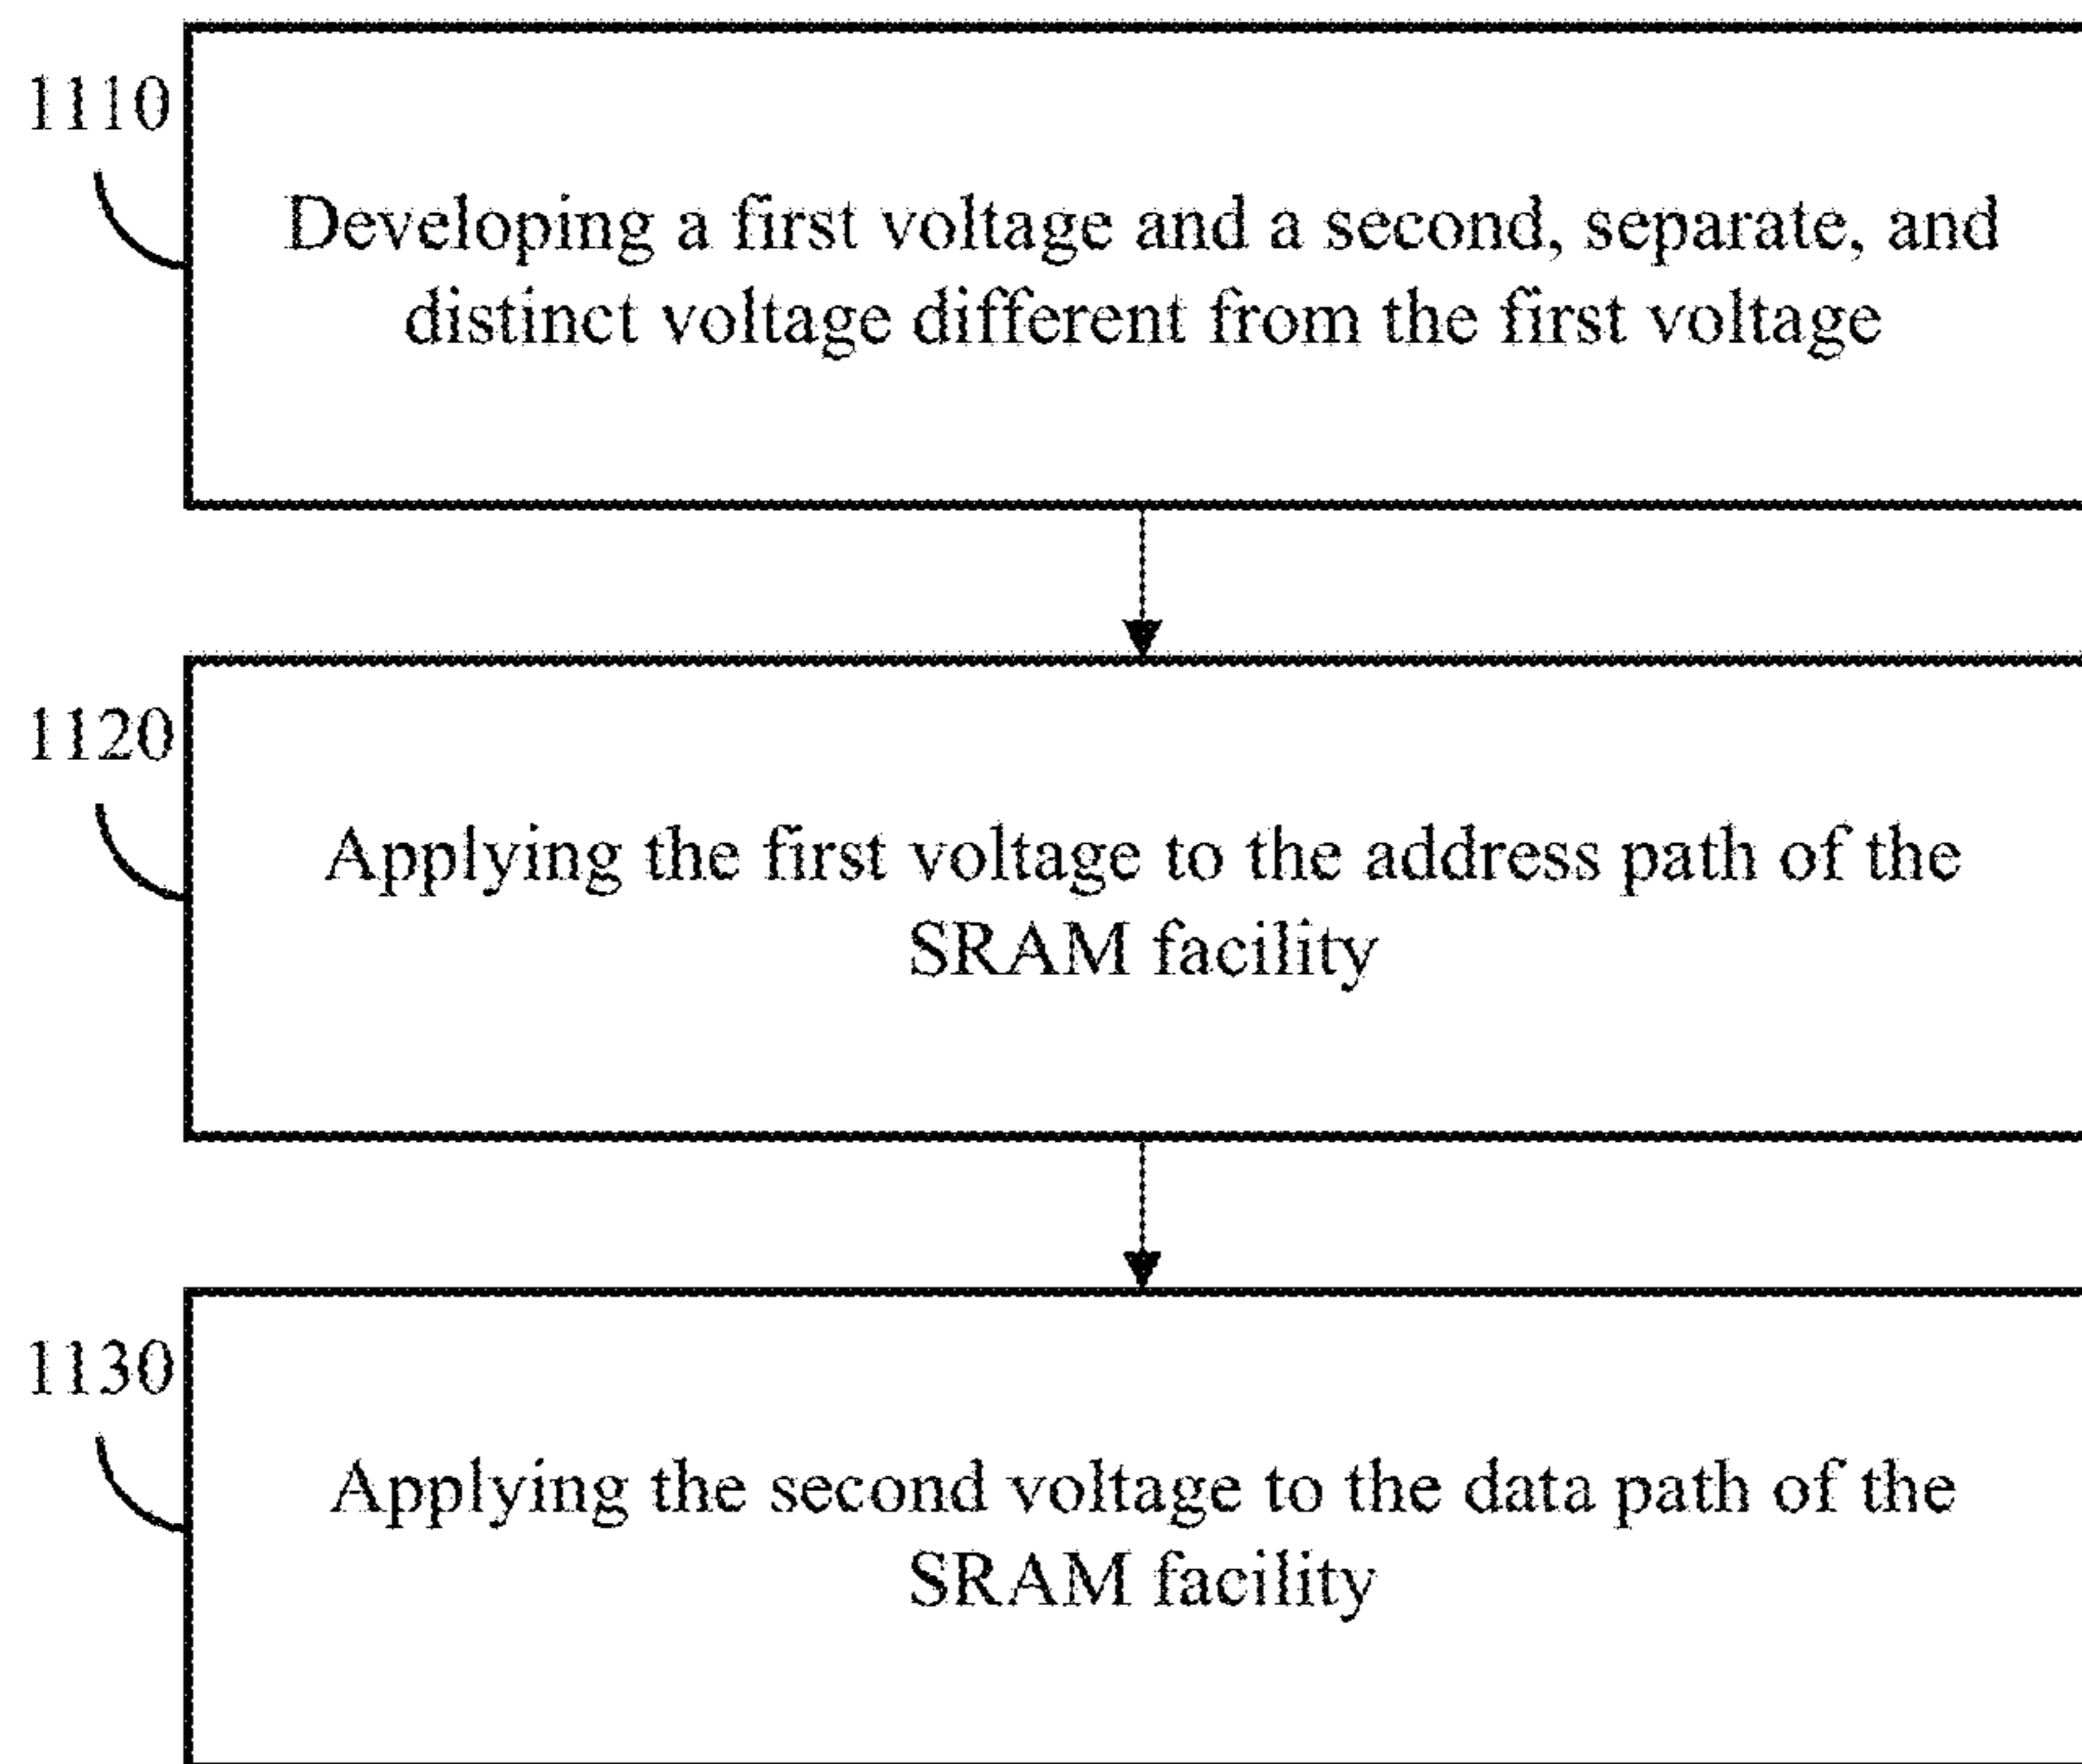 1110
Developing a first voltage and a second, separate, and
distinct voltage different from the first voltage
1120
Applying the first voltage to the address path of the
SRAM facility
1130
Applying the second voltage to the data path of the
SRAM facility